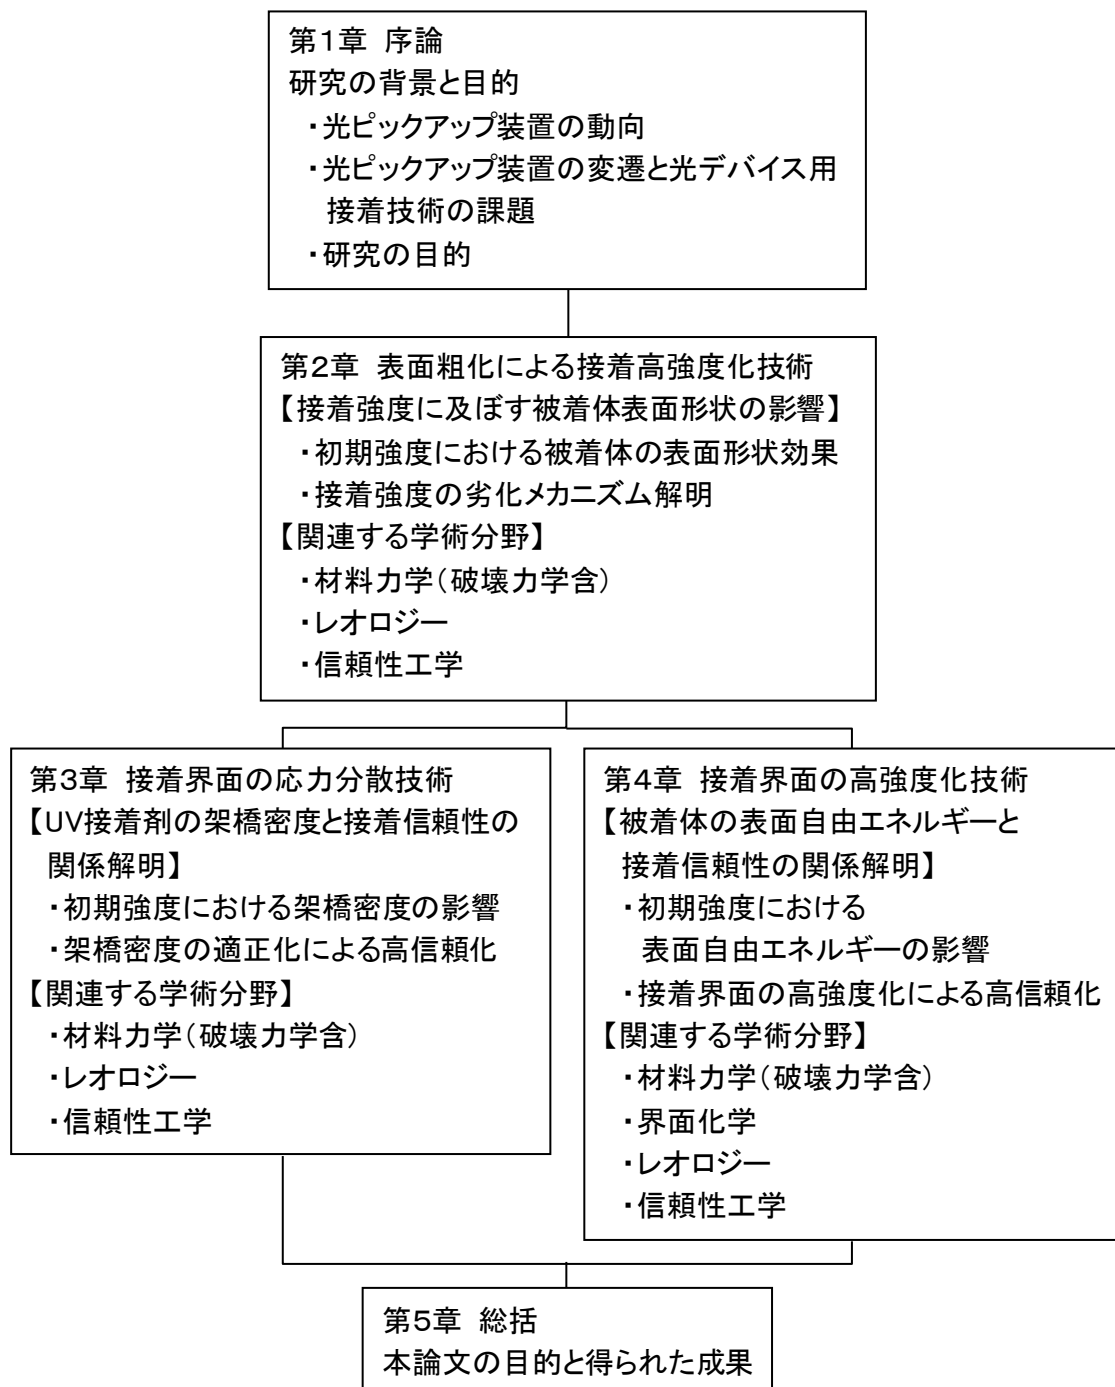 第1章 序論
研究の背景と目的
・光ピックアップ装置の動向
・光ピックアップ装置の変遷と光デバイス用
接着技術の課題
・研究の目的
第2章 表面粗化による接着高強度化技術
【接着強度に及ぼす被着体表面形状の影響】
・初期強度における被着体の表面形状効果
・接着強度の劣化メカニズム解明
【関連する学術分野】
・材料力学（破壊力学含）
・レオロジー
・信頼性工学
第3章 接着界面の応力分散技術
【UV接着剤の架橋密度と接着信頼性の
関係解明】
・初期強度における架橋密度の影響
・架橋密度の適正化による高信頼化
【関連する学術分野】
・材料力学（破壊力学含）
・レオロジー
・信頼性工学
第4章 接着界面の高強度化技術
【被着体の表面自由エネルギーと
接着信頼性の関係解明】
・初期強度における
表面自由エネルギーの影響
・接着界面の高強度化による高信頼化
【関連する学術分野】
・材料力学（破壊力学含）
・界面化学
・レオロジー
・信頼性工学
第5章 総括
本論文の目的と得られた成果